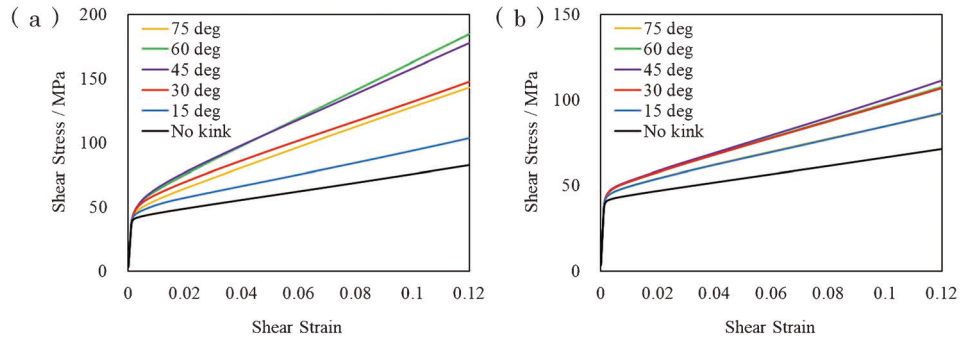 ( a )
200
150
100
50
0
Shear Stress / MPa
75 deg
60 deg
45 deg
30 deg
15 deg
No kink
0 0.02 0.04 0.06 0.08 0.1 0.12
Shear Strain
( b )
150
100
50
0
Shear Stress / MPa
75 deg
60 deg
45 deg
30 deg
15 deg
No kink
0 0.02 0.04 0.06 0.08 0.1 0.12
Shear Strain